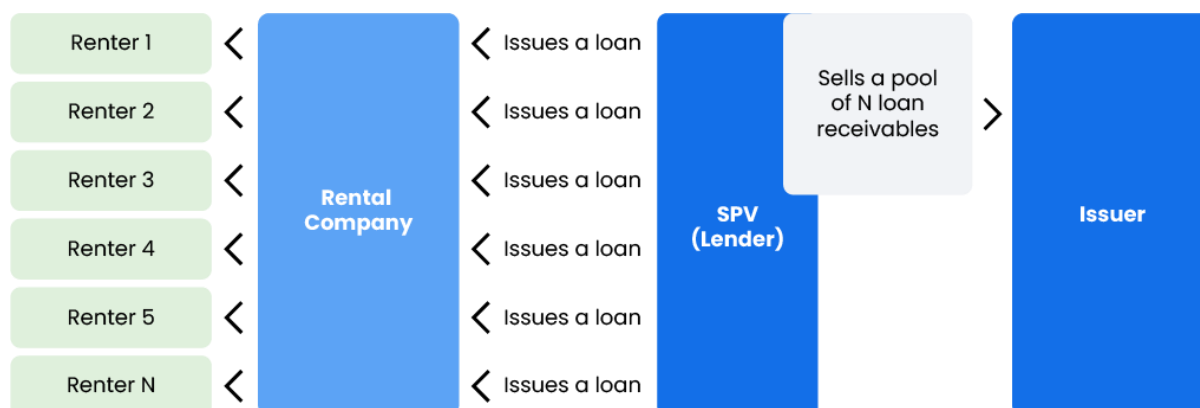 Renter 1
Issues a loan
Renter 2
Issues a loan
Renter 3
Issues a loan
Renter 4
Issues a loan
Renter 5
Issues a loan
Renter N
Issues a loan
Rental
Company
SPV
(Lender)
Sells a pool
of N loan
receivables
Issuer